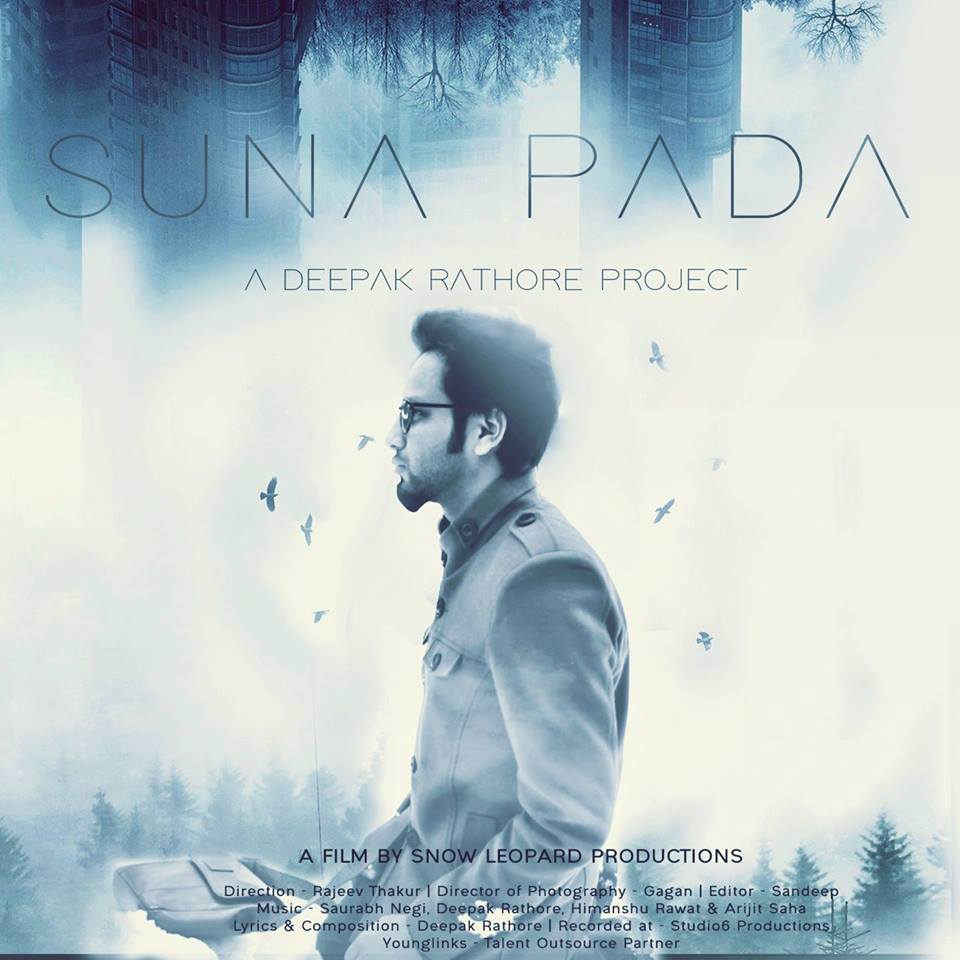 SUNA PADA
A DEEPAK RATHORE PROJECT
A FILM BY SNOW LEOPARD PRODUCTIONS
Direction - Rajeev Thakur | Director of Photography - Gagan | Editor - Sandeep
Music - Saurabh Negi, Deepak Rathore, Himanshu Rawat & Arijit Saha
Lyrics & Composition - Deepak Rathore | Recorded at - Studio6 Productions
Younglinks - Talent Outsource Partner